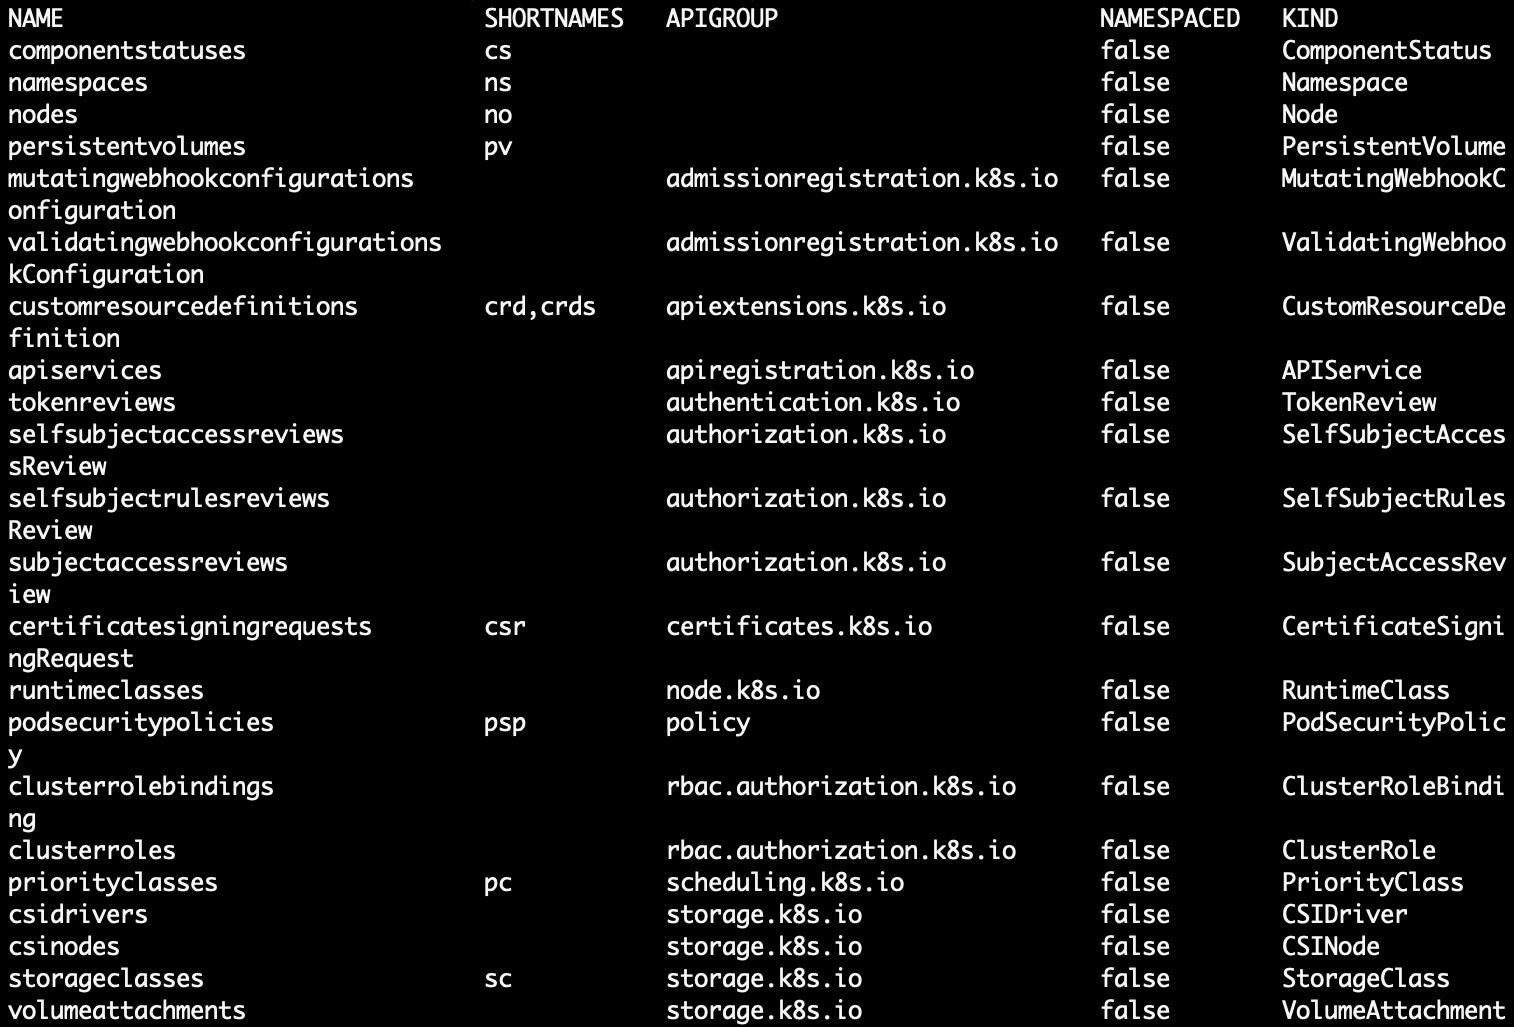 NAME SHORTNAMES APIGROUP NAMESPACED KIND
componentstatuses cs false ComponentStatus
namespaces ns false Namespace
nodes no false Node
persistentvolumes pv false PersistentVolume
mutatingwebhookconfigurations admissionregistration.k8s.io false MutatingWebhookC
onfiguration
validatingwebhookconfigurations admissionregistration.k8s.io false ValidatingWebhoo
kConfiguration
customresourcedefinitions crd,crds apiextensions.k8s.io false CustomResourceDe
finition
apiservices apiregistration.k8s.io false APIService
tokenreviews authentication.k8s.io false TokenReview
selfsubjectaccessreviews authorization.k8s.io false SelfSubjectAcces
sReview
selfsubjectrulesreviews authorization.k8s.io false SelfSubjectRules
Review
subjectaccessreviews authorization.k8s.io false SubjectAccessRev
iew
certificatesigningrequests csr certificates.k8s.io false CertificateSigni
ngRequest
runtimeclasses node.k8s.io false RuntimeClass
podsecuritypolicies psp policy false PodSecurityPolic
y
clusterrolebindings rbac.authorization.k8s.io false ClusterRoleBindi
ng
clusterroles rbac.authorization.k8s.io false ClusterRole
priorityclasses pc scheduling.k8s.io false PriorityClass
csidrivers storage.k8s.io false CSIDriver
csinodes storage.k8s.io false CSINode
storageclasses sc storage.k8s.io false StorageClass
volumeattachments storage.k8s.io false VolumeAttachment